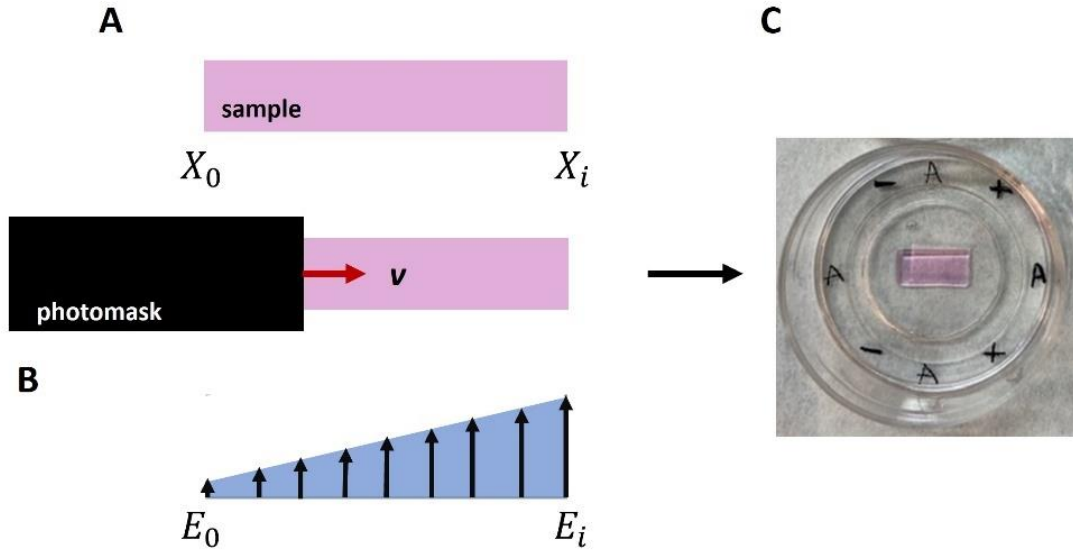 A
C
sample
X₀
Xᵢ
v
photomask
B
E₀
Eᵢ
- A +
A A
- A +